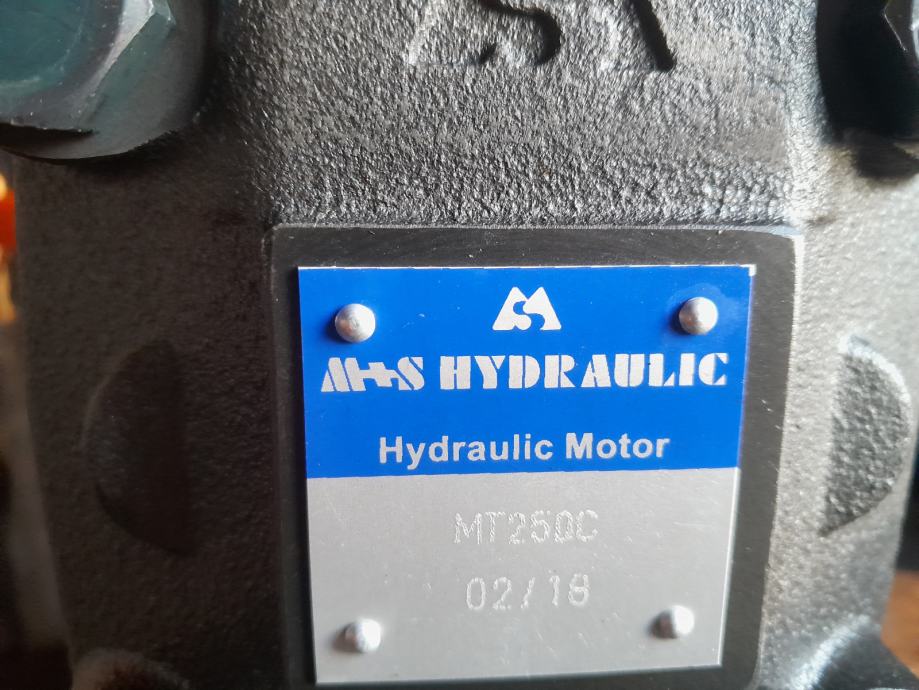 M+S HYDRAULIC
Hydraulic Motor
MT250C
02/18